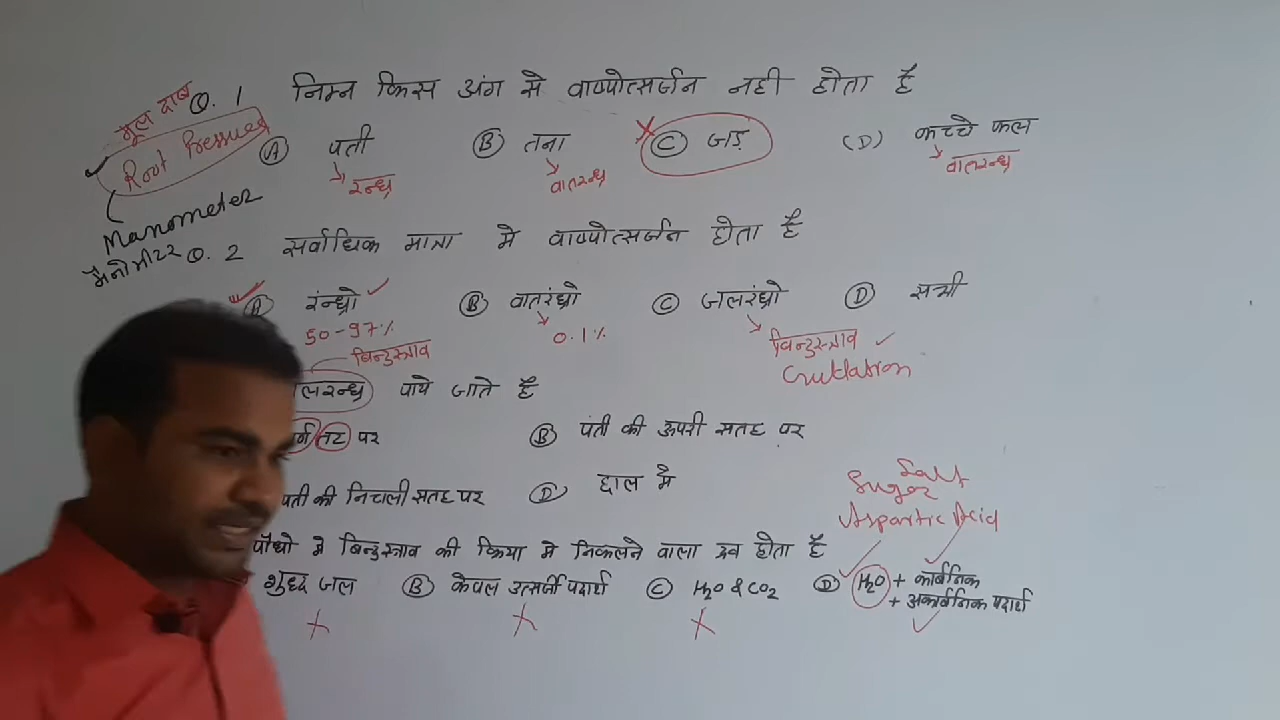 मूल दाब
Root Pressure
Manometer
मैनोमीटर
Q. 1 निम्न किस अंग से वाष्पोत्सर्जन नही होता है
(A) पत्ती (B) तना (C) जड़ (D) कच्चे फल
रन्ध्र वातरन्ध्र वातरन्ध्र
Q. 2 सर्वाधिक मात्रा मे वाष्पोत्सर्जन होता है
(A) रंन्ध्रो (B) वातरंध्रो (C) जलरंध्रो (D) सभी
50-97% 0.1% बिन्दुस्त्राव
बिन्दुस्त्राव
लरन्ध्र पाये जाते है
तट पर (B) पत्ती की ऊपरी सतह पर
पत्ती की निचली सतह पर (D) छाल मै
Salt
Sugar
Aspartic Acid
पौधो मे बिन्दुस्त्राव की क्रिया मे निकलने वाला द्रव होता है
शुद्ध जल (B) केवल उत्सर्जी पदार्थ (C) H₂O & CO₂ (D) H₂O + कार्बनिक
+ अकार्बनिक पदार्थ